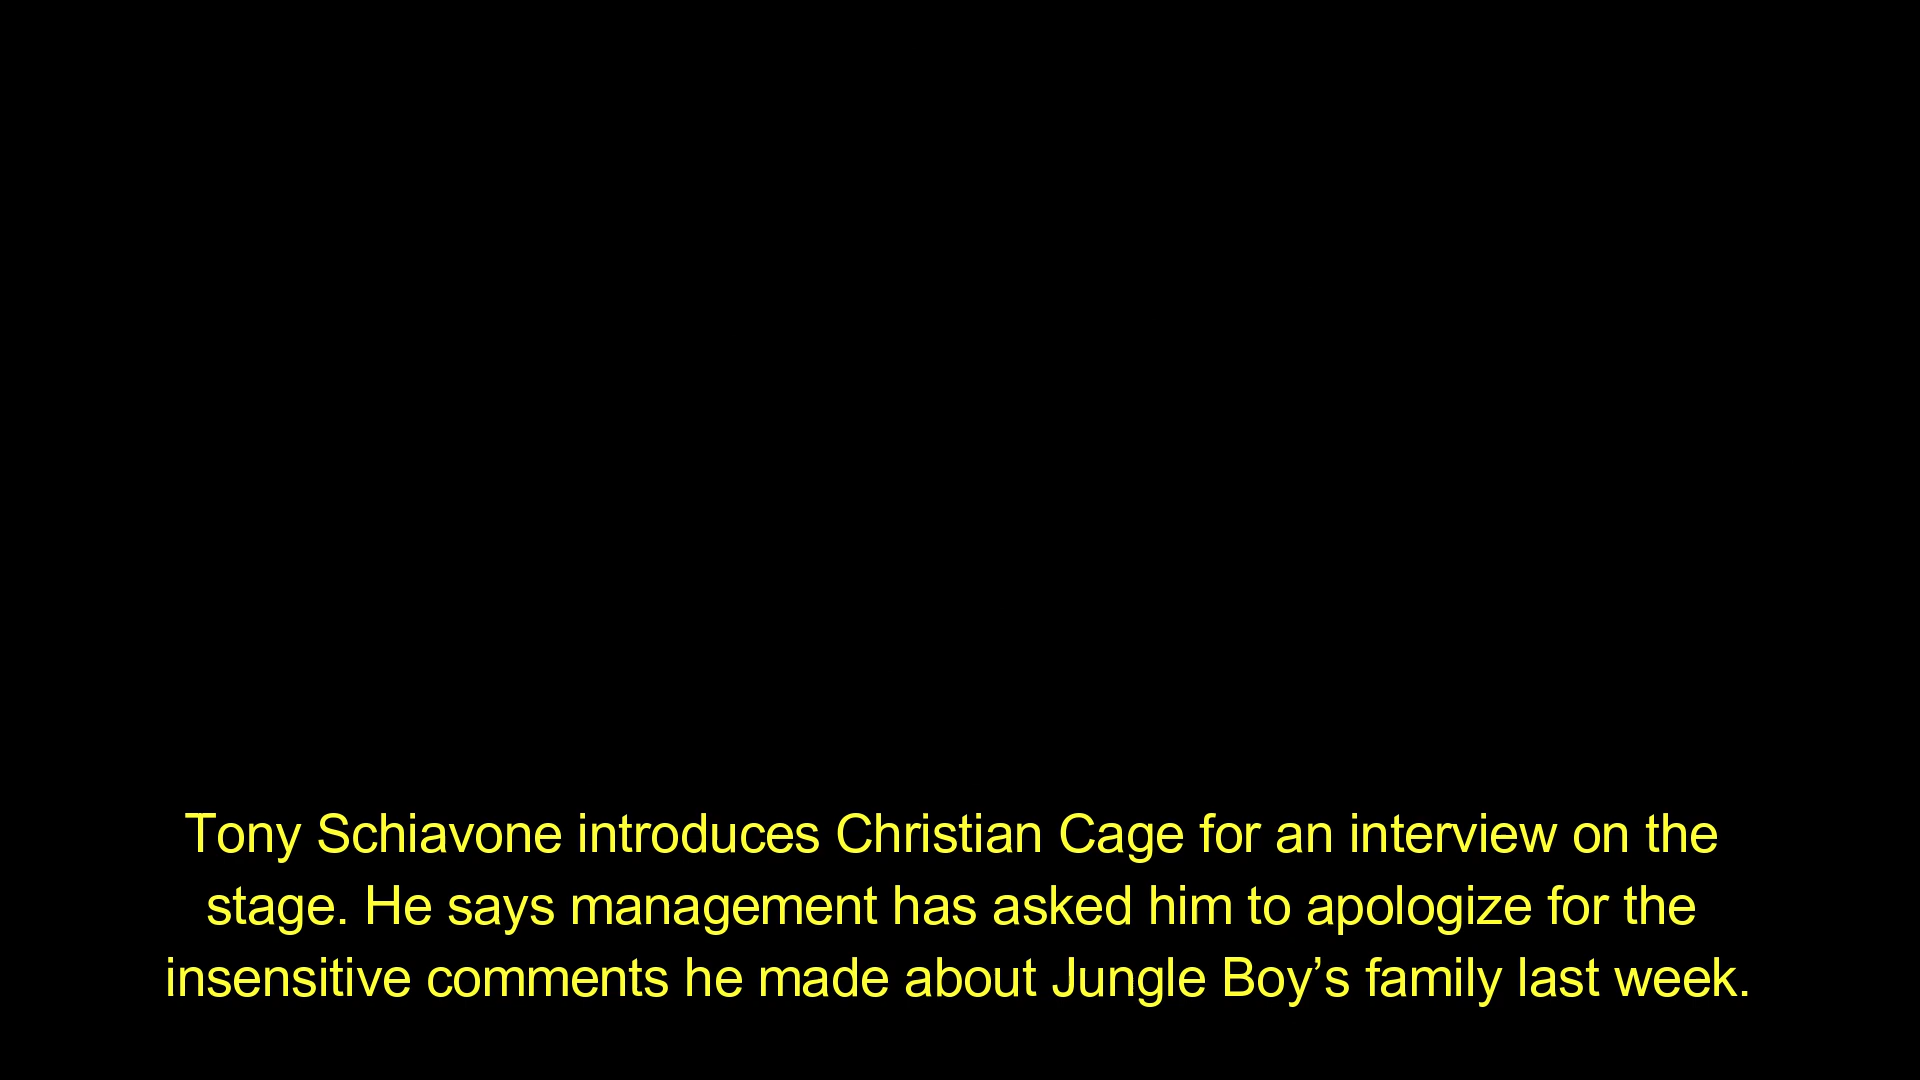 Tony Schiavone introduces Christian Cage for an interview on the
stage. He says management has asked him to apologize for the
insensitive comments he made about Jungle Boy’s family last week.